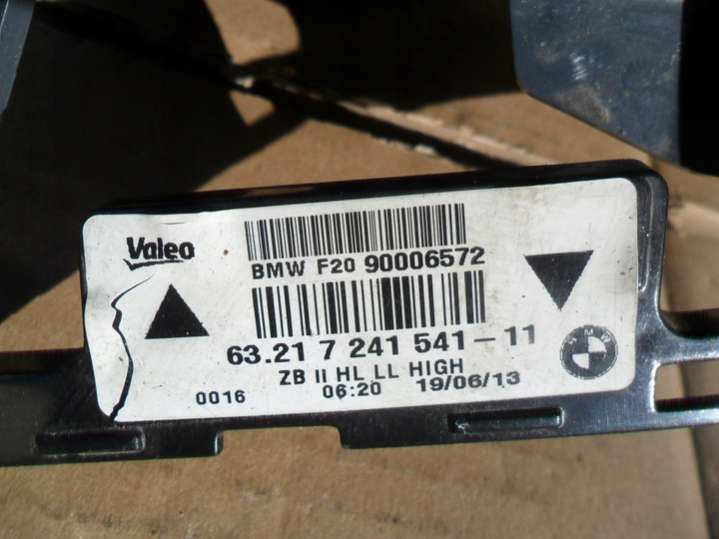 Valeo
BMW F20 90006572
63.21 7 241 541-11
ZB II HL LL HIGH
0016 06:20 19/06/13
BMW